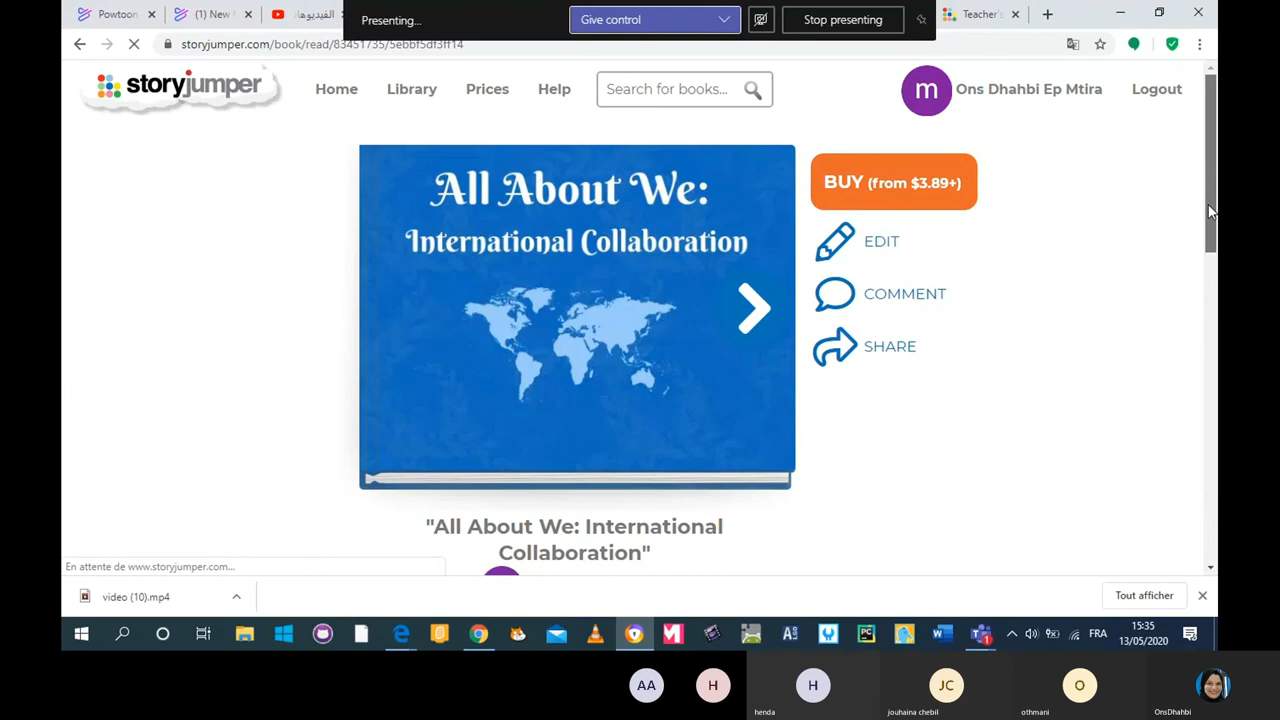 Powtoon
(1) New
الفيديوهات
Presenting...
Give control
Stop presenting
Teacher's
storyjumper.com/book/read/83451735/5ebbf5df3ff14
storyjumper
Home
Library
Prices
Help
Search for books...
m
Ons Dhahbi Ep Mtira
Logout
All About We:
International Collaboration
BUY (from $3.89+)
EDIT
COMMENT
SHARE
"All About We: International
Collaboration"
En attente de www.storyjumper.com...
video (10).mp4
Tout afficher
FRA
15:35
13/05/2020
AA
H
H
JC
O
henda
jouhaina chebil
othmani
OnsDhahbi